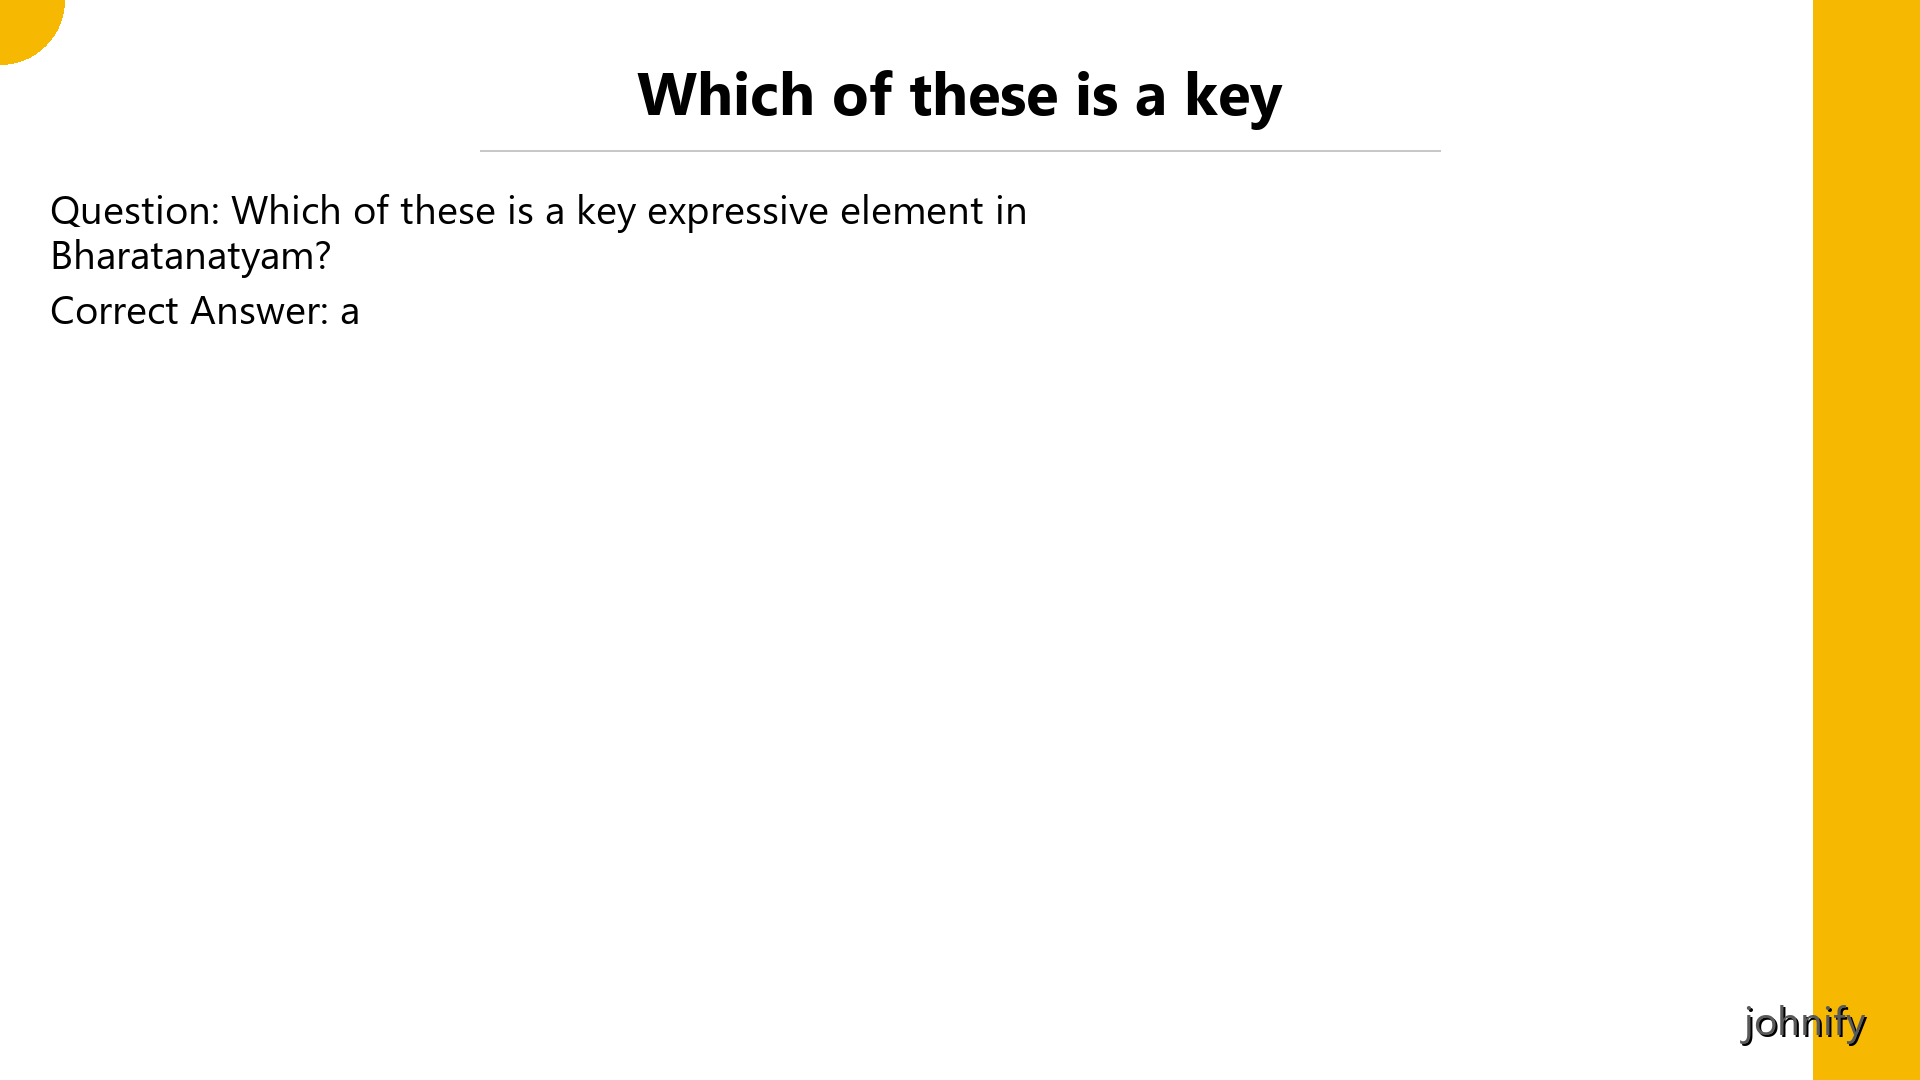 Which of these is a key
Question: Which of these is a key expressive element in
Bharatanatyam?
Correct Answer: a
johnify